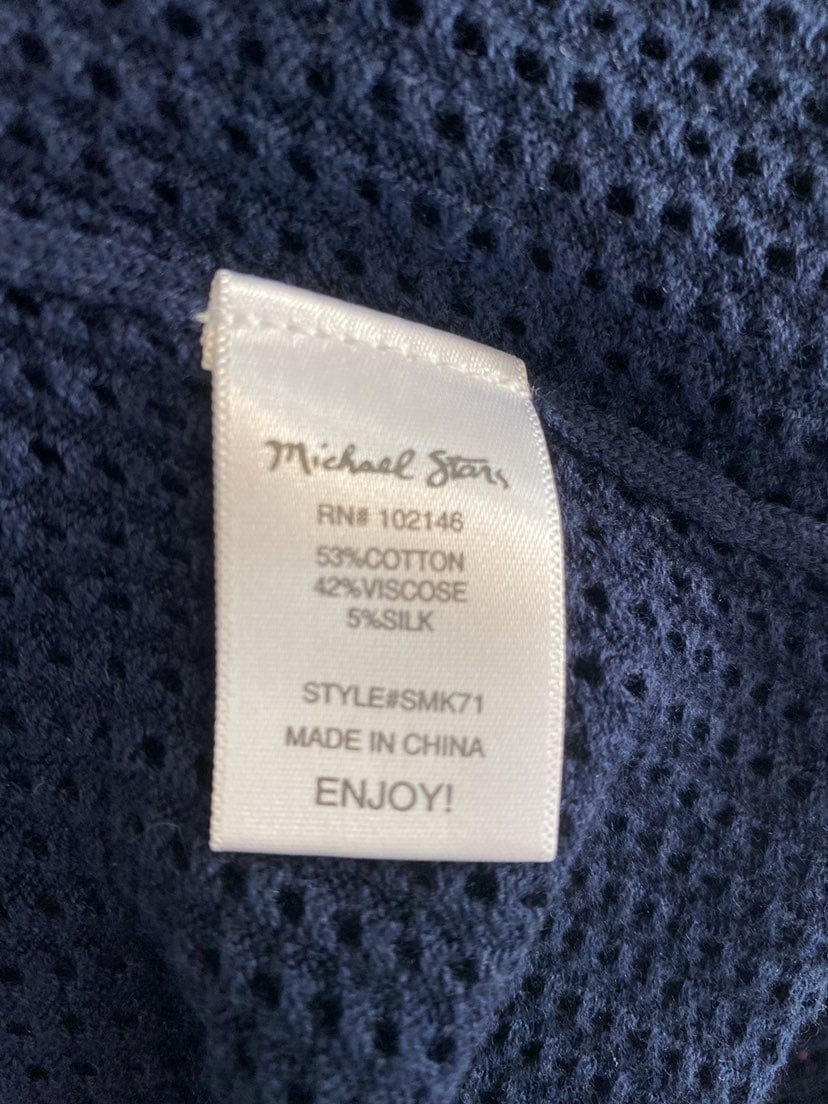 Michael Stars
RN# 102146
53%COTTON
42%VISCOSE
5%SILK
STYLE#SMK71
MADE IN CHINA
ENJOY!